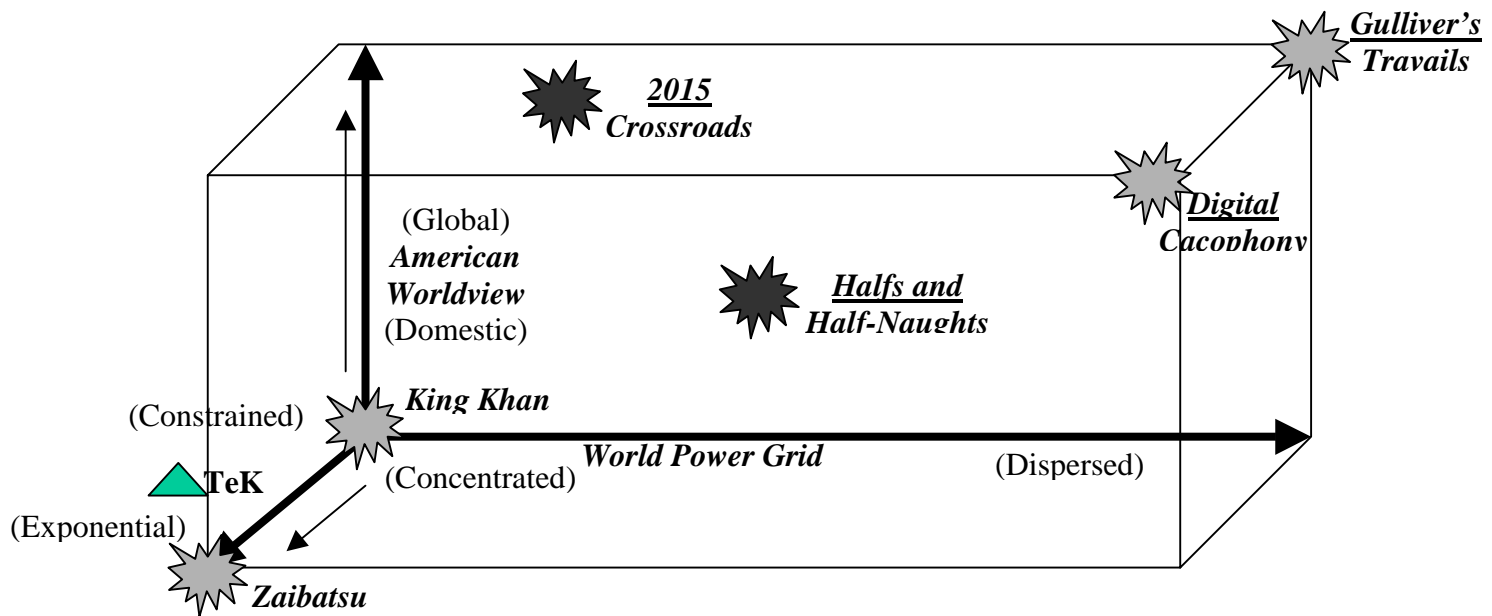 Gulliver's
Travails
2015
Crossroads
Digital
Cacophony
(Global)
American
Worldview
(Domestic)
Halfs and
Half-Naughts
King Khan
(Constrained)
World Power Grid
(Dispersed)
(Concentrated)
TeK
(Exponential)
Zaibatsu